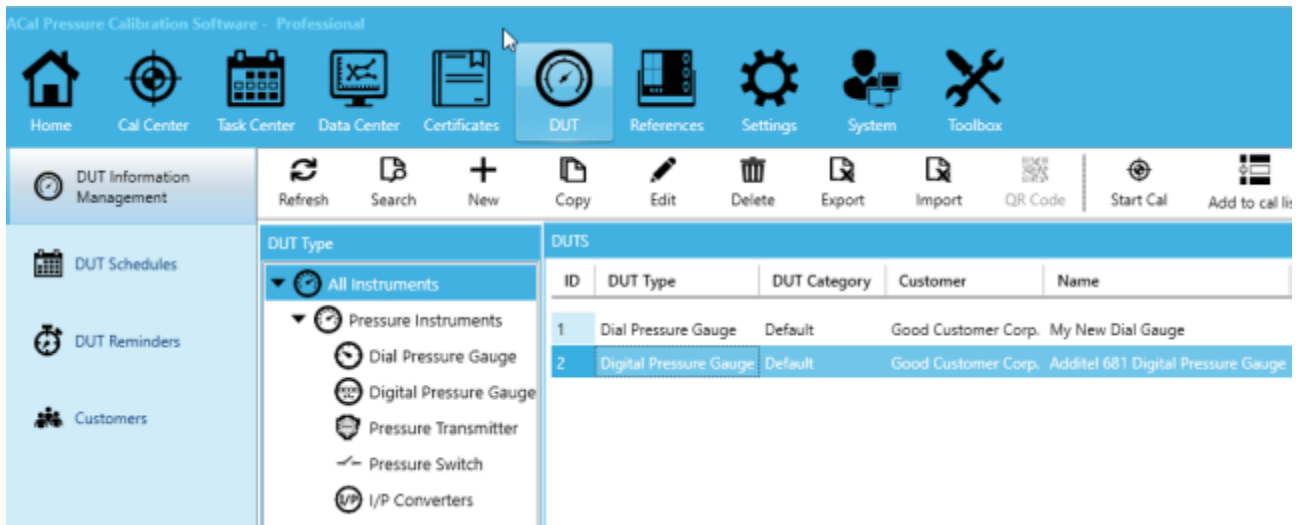 ACal Pressure Calibration Software - Professional
Home Cal Center Task Center Data Center Certificates DUT References Settings System Toolbox
DUT Information
Management
DUT Schedules
DUT Reminders
Customers
Refresh Search New Copy Edit Delete Export Import QR Code Start Cal Add to cal lis
DUT Type
All Instruments
Pressure Instruments
Dial Pressure Gauge
Digital Pressure Gauge
Pressure Transmitter
Pressure Switch
I/P I/P Converters
DUTS
ID DUT Type DUT Category Customer Name
1 Dial Pressure Gauge Default Good Customer Corp. My New Dial Gauge
2 Digital Pressure Gauge Default Good Customer Corp. Additel 681 Digital Pressure Gauge